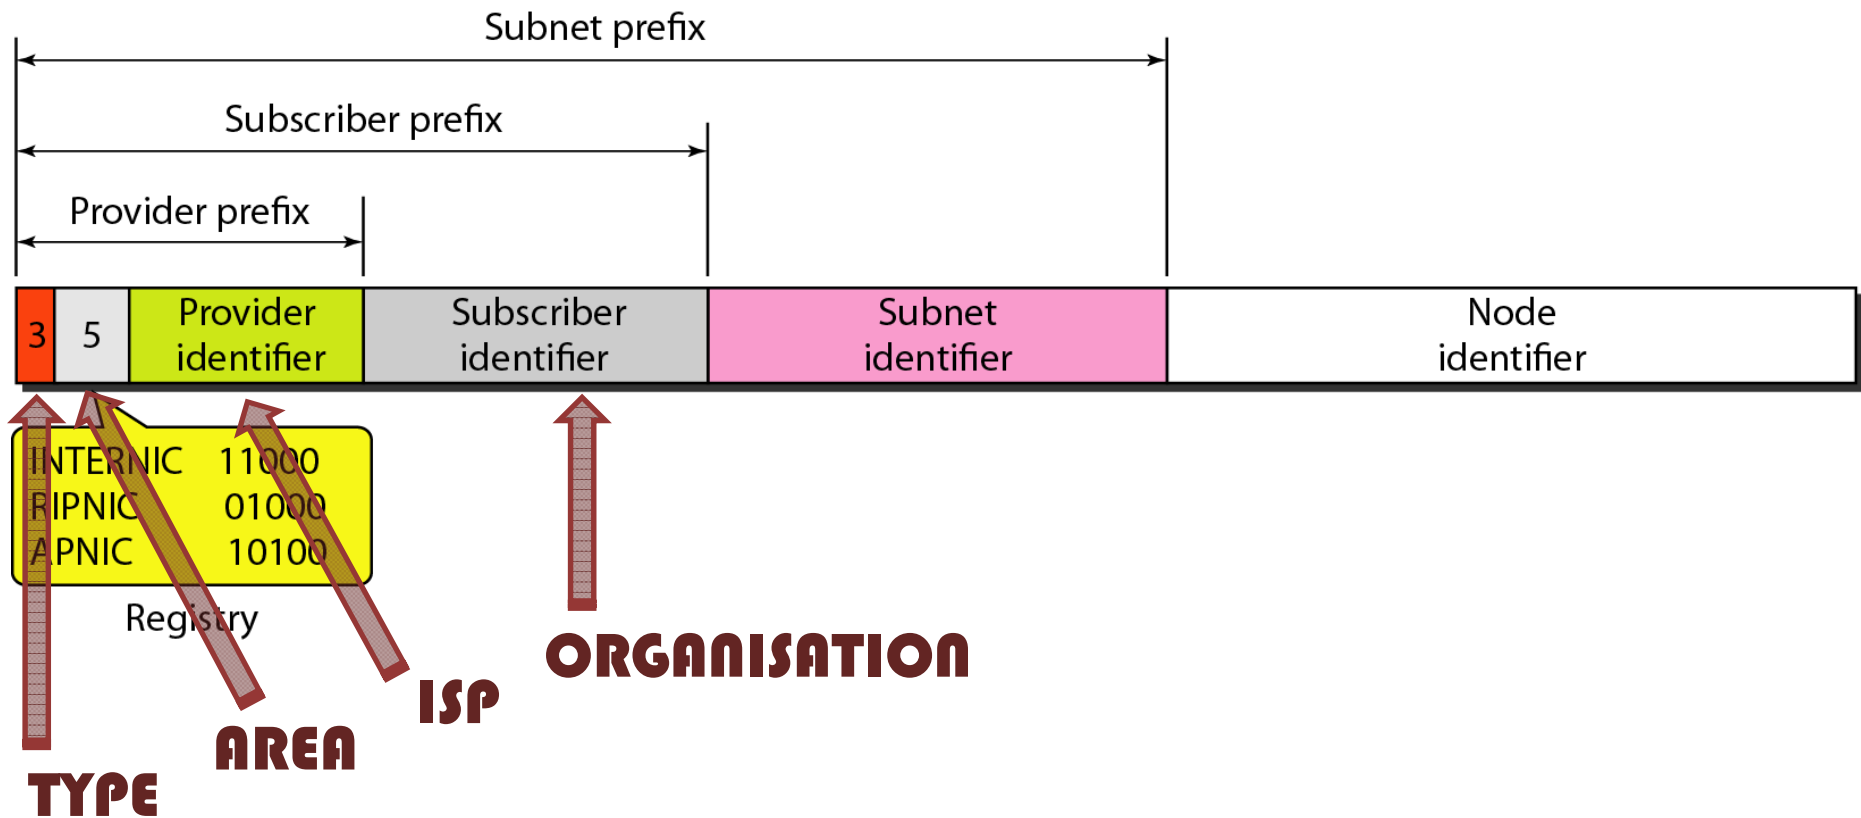 Subnet prefix
Subscriber prefix
Provider prefix
3
5
Provider
identifier
Subscriber
identifier
Subnet
identifier
Node
identifier
INTERNIC 11000
RIPNIC 01000
APNIC 10100
Registry
ORGANISATION
ISP
AREA
TYPE